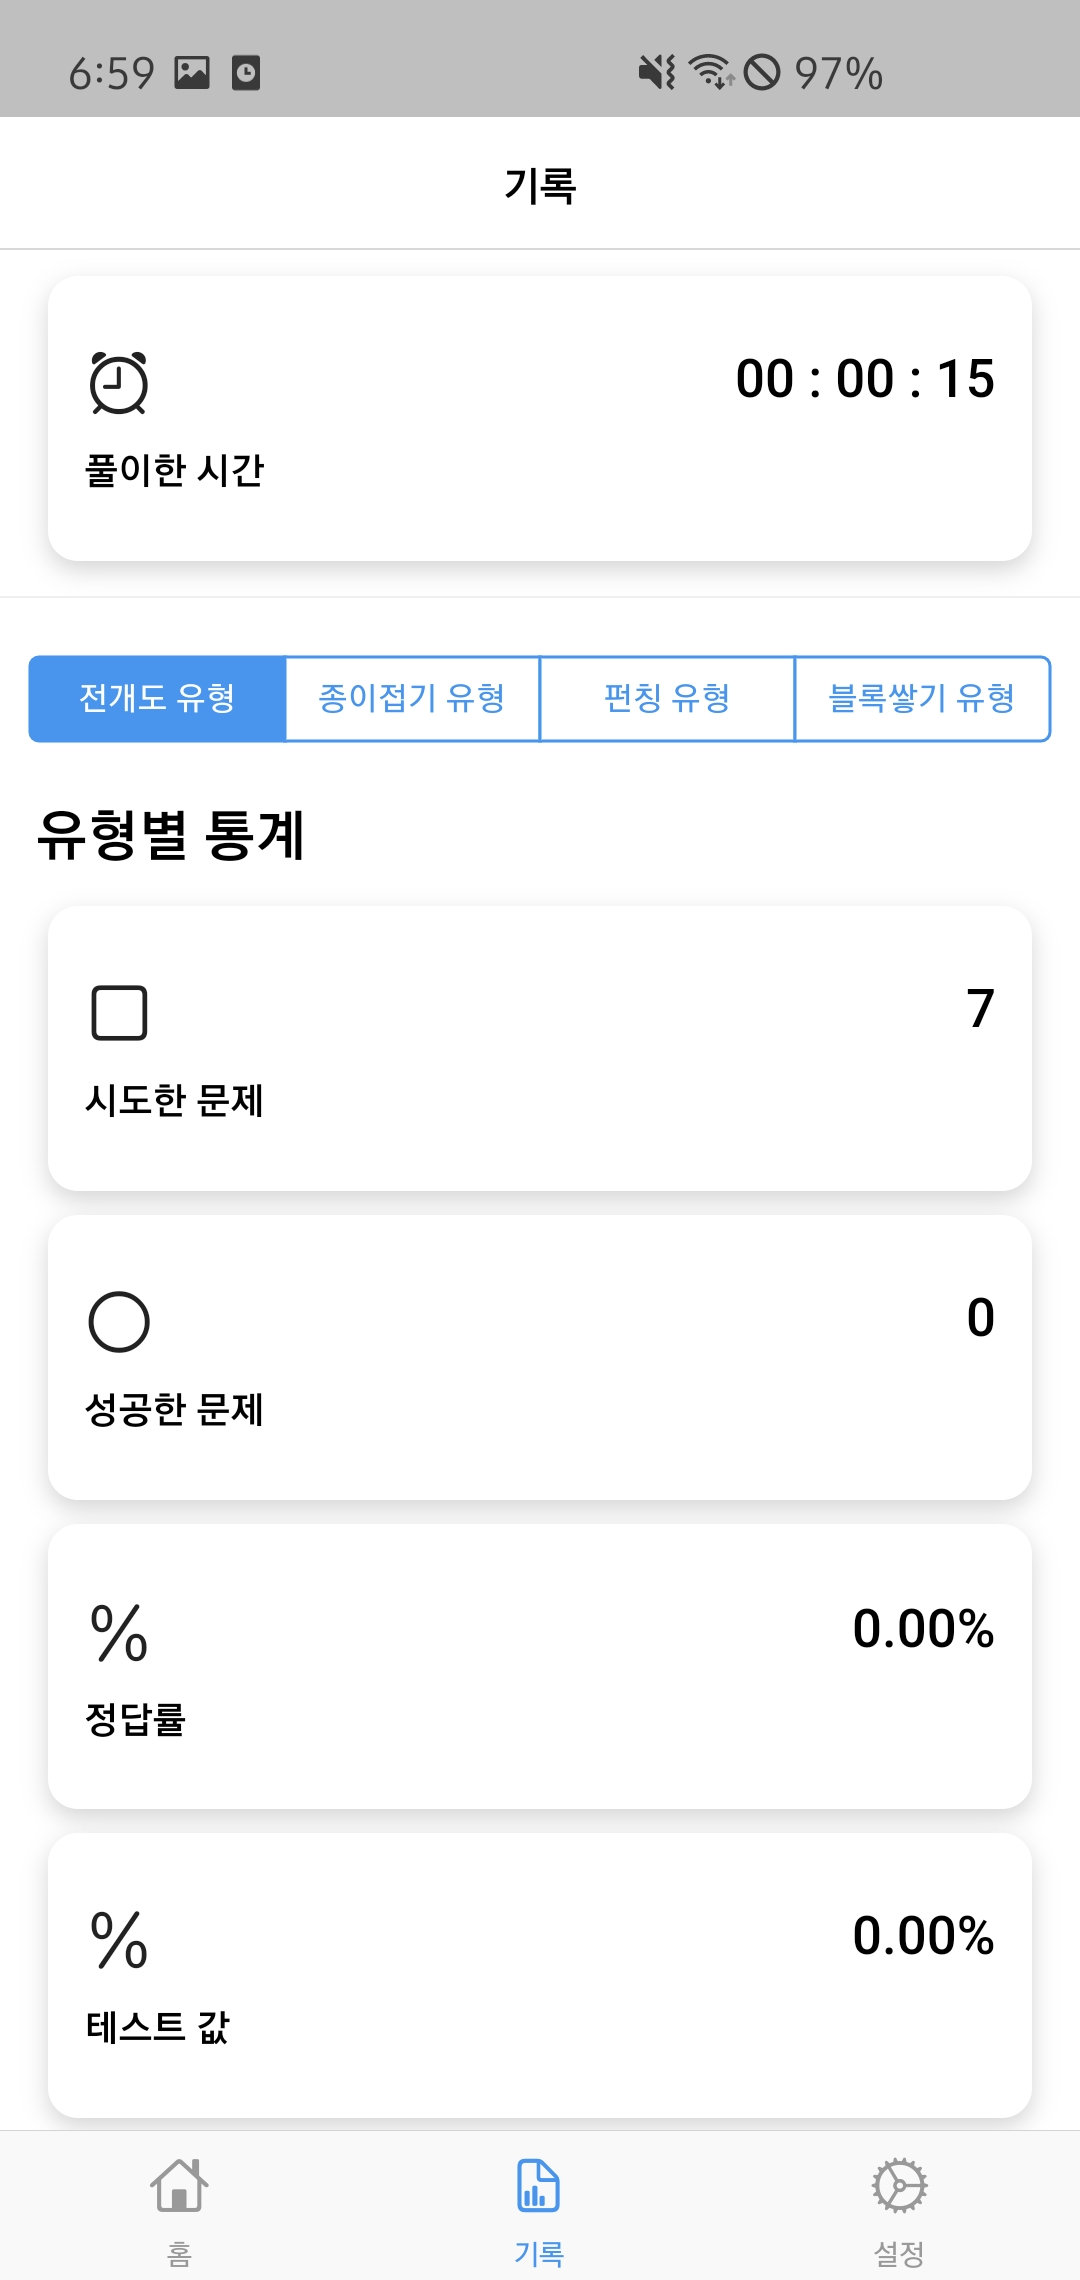 6:59 97%
기록
00 : 00 : 15
풀이한 시간
전개도 유형 종이접기 유형 펀칭 유형 블록쌓기 유형
유형별 통계
7
시도한 문제
0
성공한 문제
% 0.00%
정답률
% 0.00%
테스트 값
홈 기록 설정